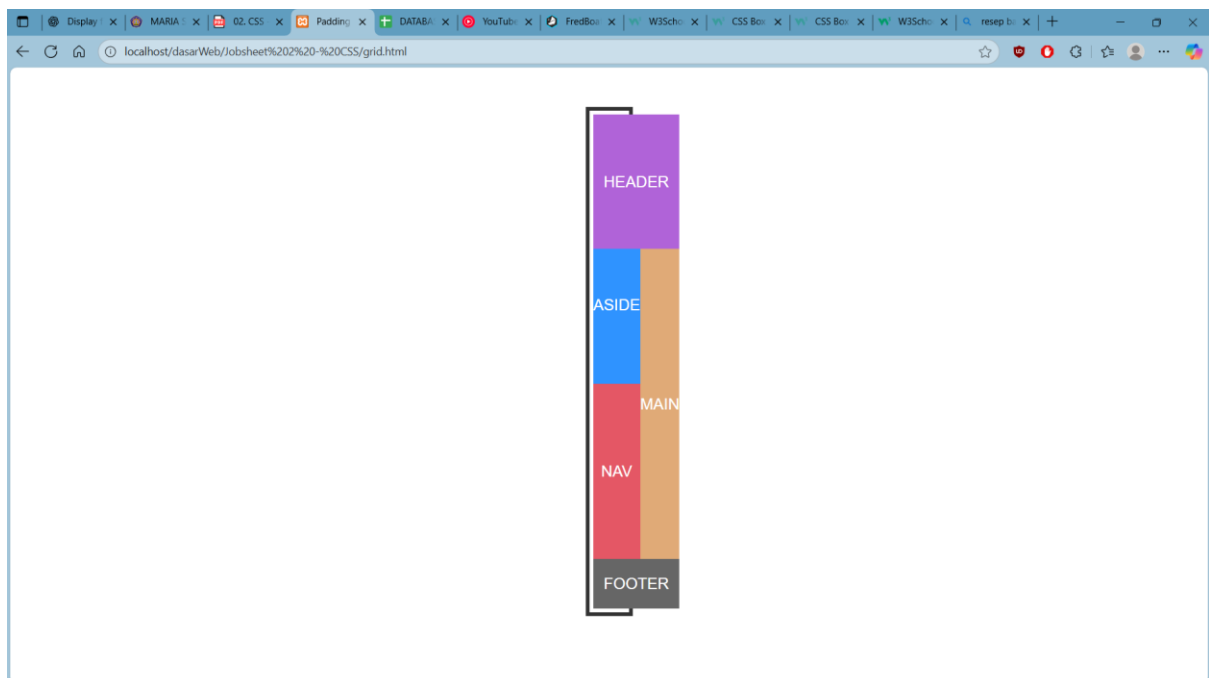 Display
MARIA
02. CSS
Padding
DATABA
YouTube
FredBoa
W3Scho
CSS Box
CSS Box
W3Scho
resep
localhost/dasarWeb/Jobsheet%202%20-%20CSS/grid.html
HEADER
ASIDE
MAIN
NAV
FOOTER